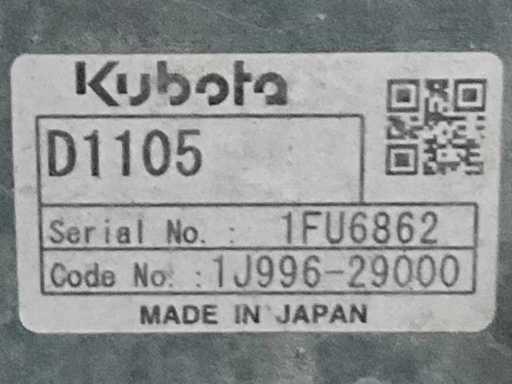 Kubota
D1105
Serial No. : 1FU6862
Code No. : 1J996-29000
MADE IN JAPAN